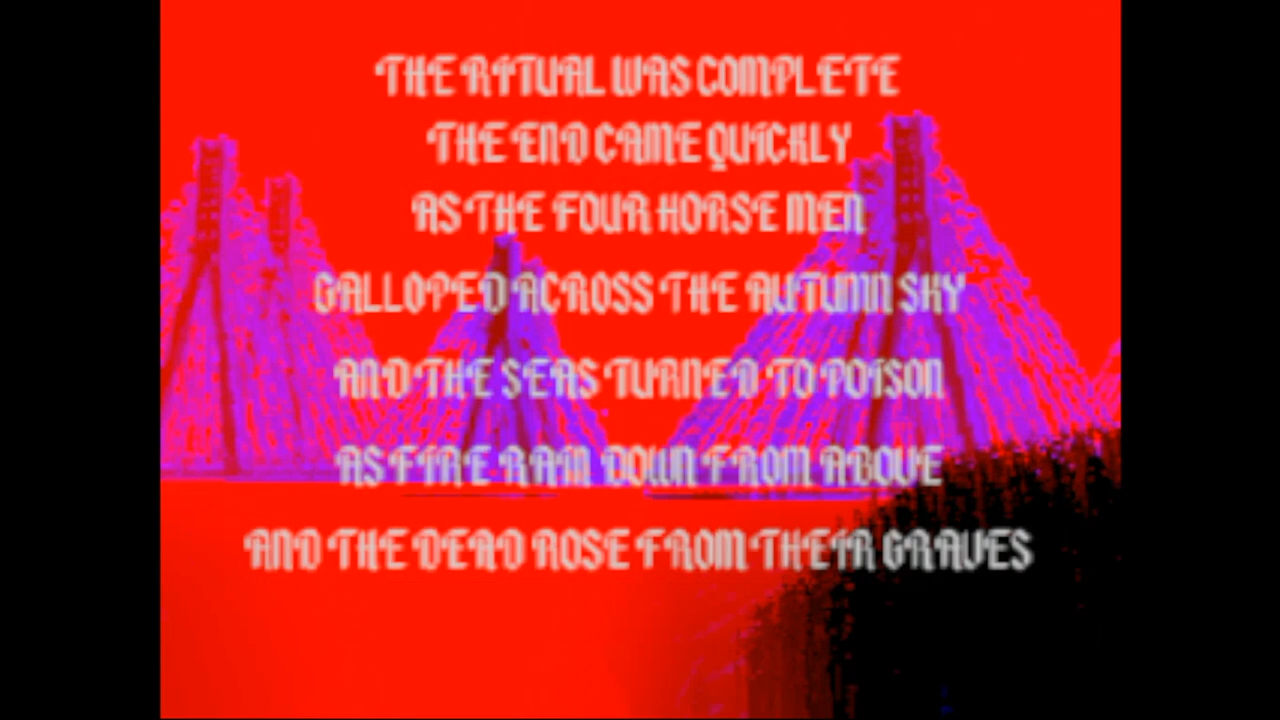 THE RITUAL WAS COMPLETE
THE END CAME QUICKLY
AS THE FOUR HORSE MEN
GALLOPED ACROSS THE AUTUMN SKY
AND THE SEAS TURNED TO POISON
AS FIRE RAIN DOWN FROM ABOVE
AND THE DEAD ROSE FROM THEIR GRAVES